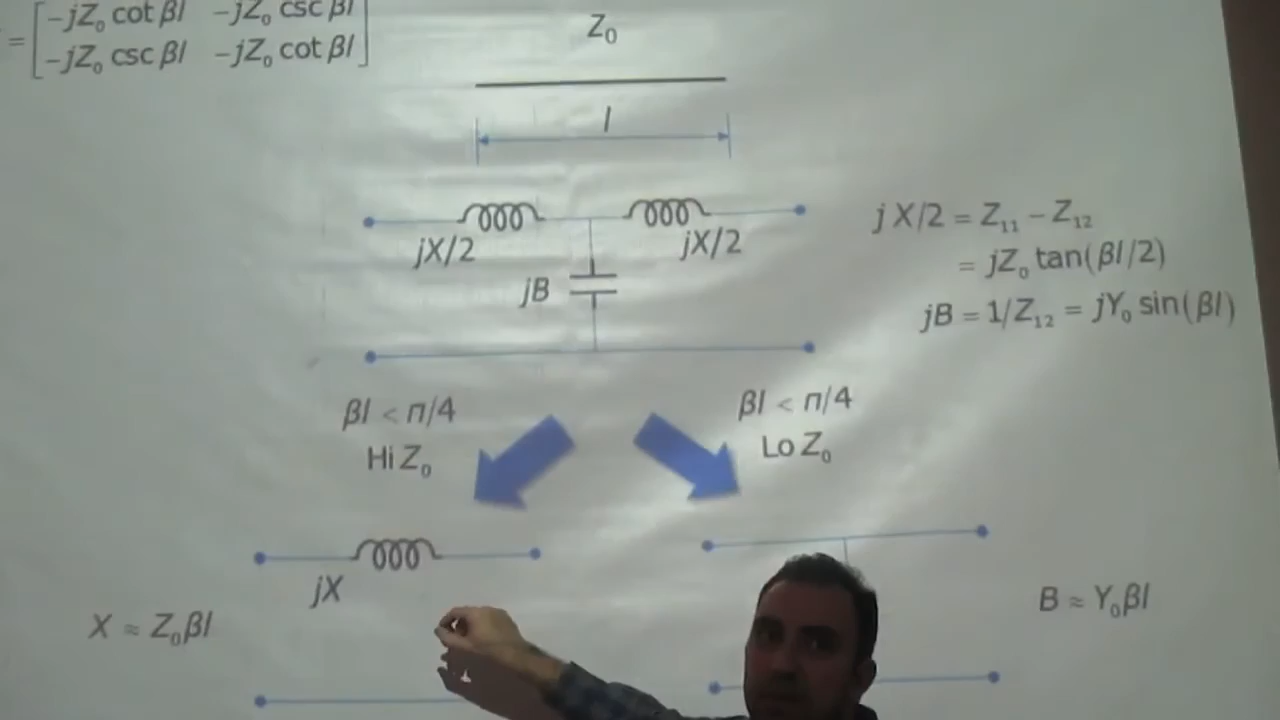 = [ -jZ₀ cot βl -jZ₀ csc βl
-jZ₀ csc βl -jZ₀ cot βl ]
Z₀
l
jX/2
jX/2
jB
j X/2 = Z₁₁ − Z₁₂
= jZ₀ tan(βl/2)
jB = 1/Z₁₂ = jY₀ sin(βl)
βl < π/4
Hi Z₀
βl < π/4
Lo Z₀
jX
X ≈ Z₀βl
B ≈ Y₀βl